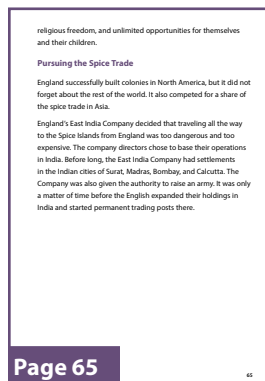 religious freedom, and unlimited opportunities for themselves
and their children.
Pursuing the Spice Trade
England successfully built colonies in North America, but it did not
forget about the rest of the world. It also competed for a share of
the spice trade in Asia.
England's East India Company decided that traveling all the way
to the Spice Islands from England was too dangerous and too
expensive. The company directors chose to base their operations
in India. Before long, the East India Company had settlements
in the Indian cities of Surat, Madras, Bombay, and Calcutta. The
Company was also given the authority to raise an army. It was only
a matter of time before the English expanded their holdings in
India and started permanent trading posts there.
Page 65
65